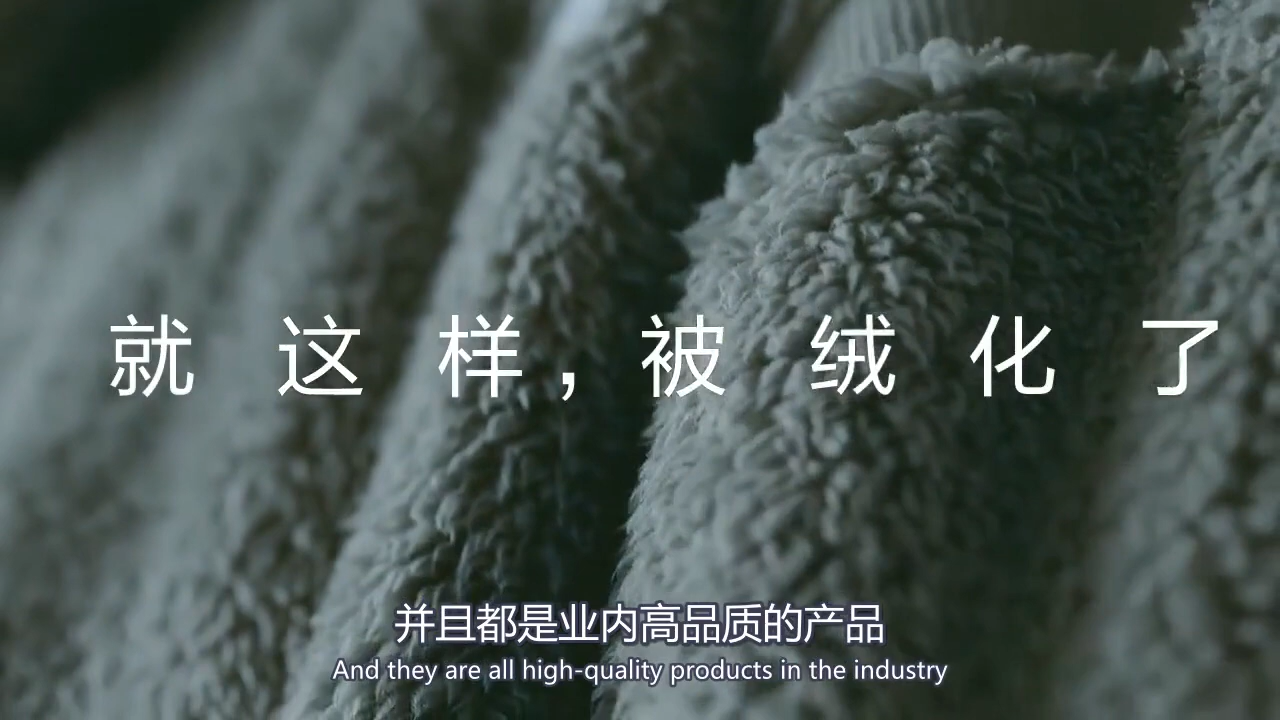 就这样，被绒化了
并且都是业内高品质的产品
And they are all high-quality products in the industry